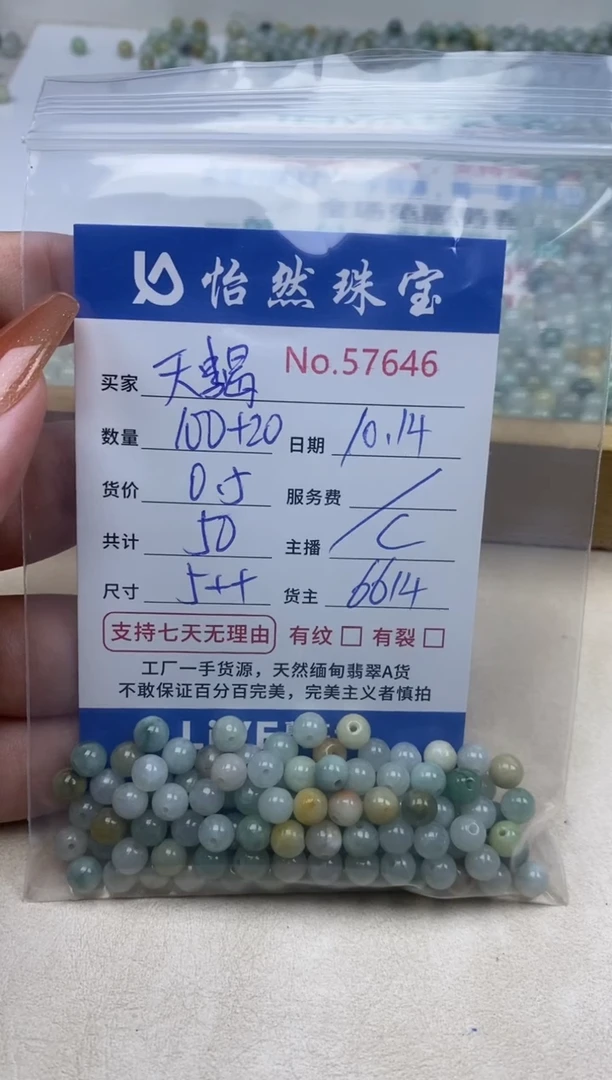 怡然珠宝
No.57646
买家 天蝎
数量 100+20 日期 10.14
货价 0.5 服务费 /
共计 50 主播 C
尺寸 5++ 货主 6614
支持七天无理由 有纹 □ 有裂 □
工厂一手货源，天然缅甸翡翠A货
不敢保证百分百完美，完美主义者慎拍
LiVE